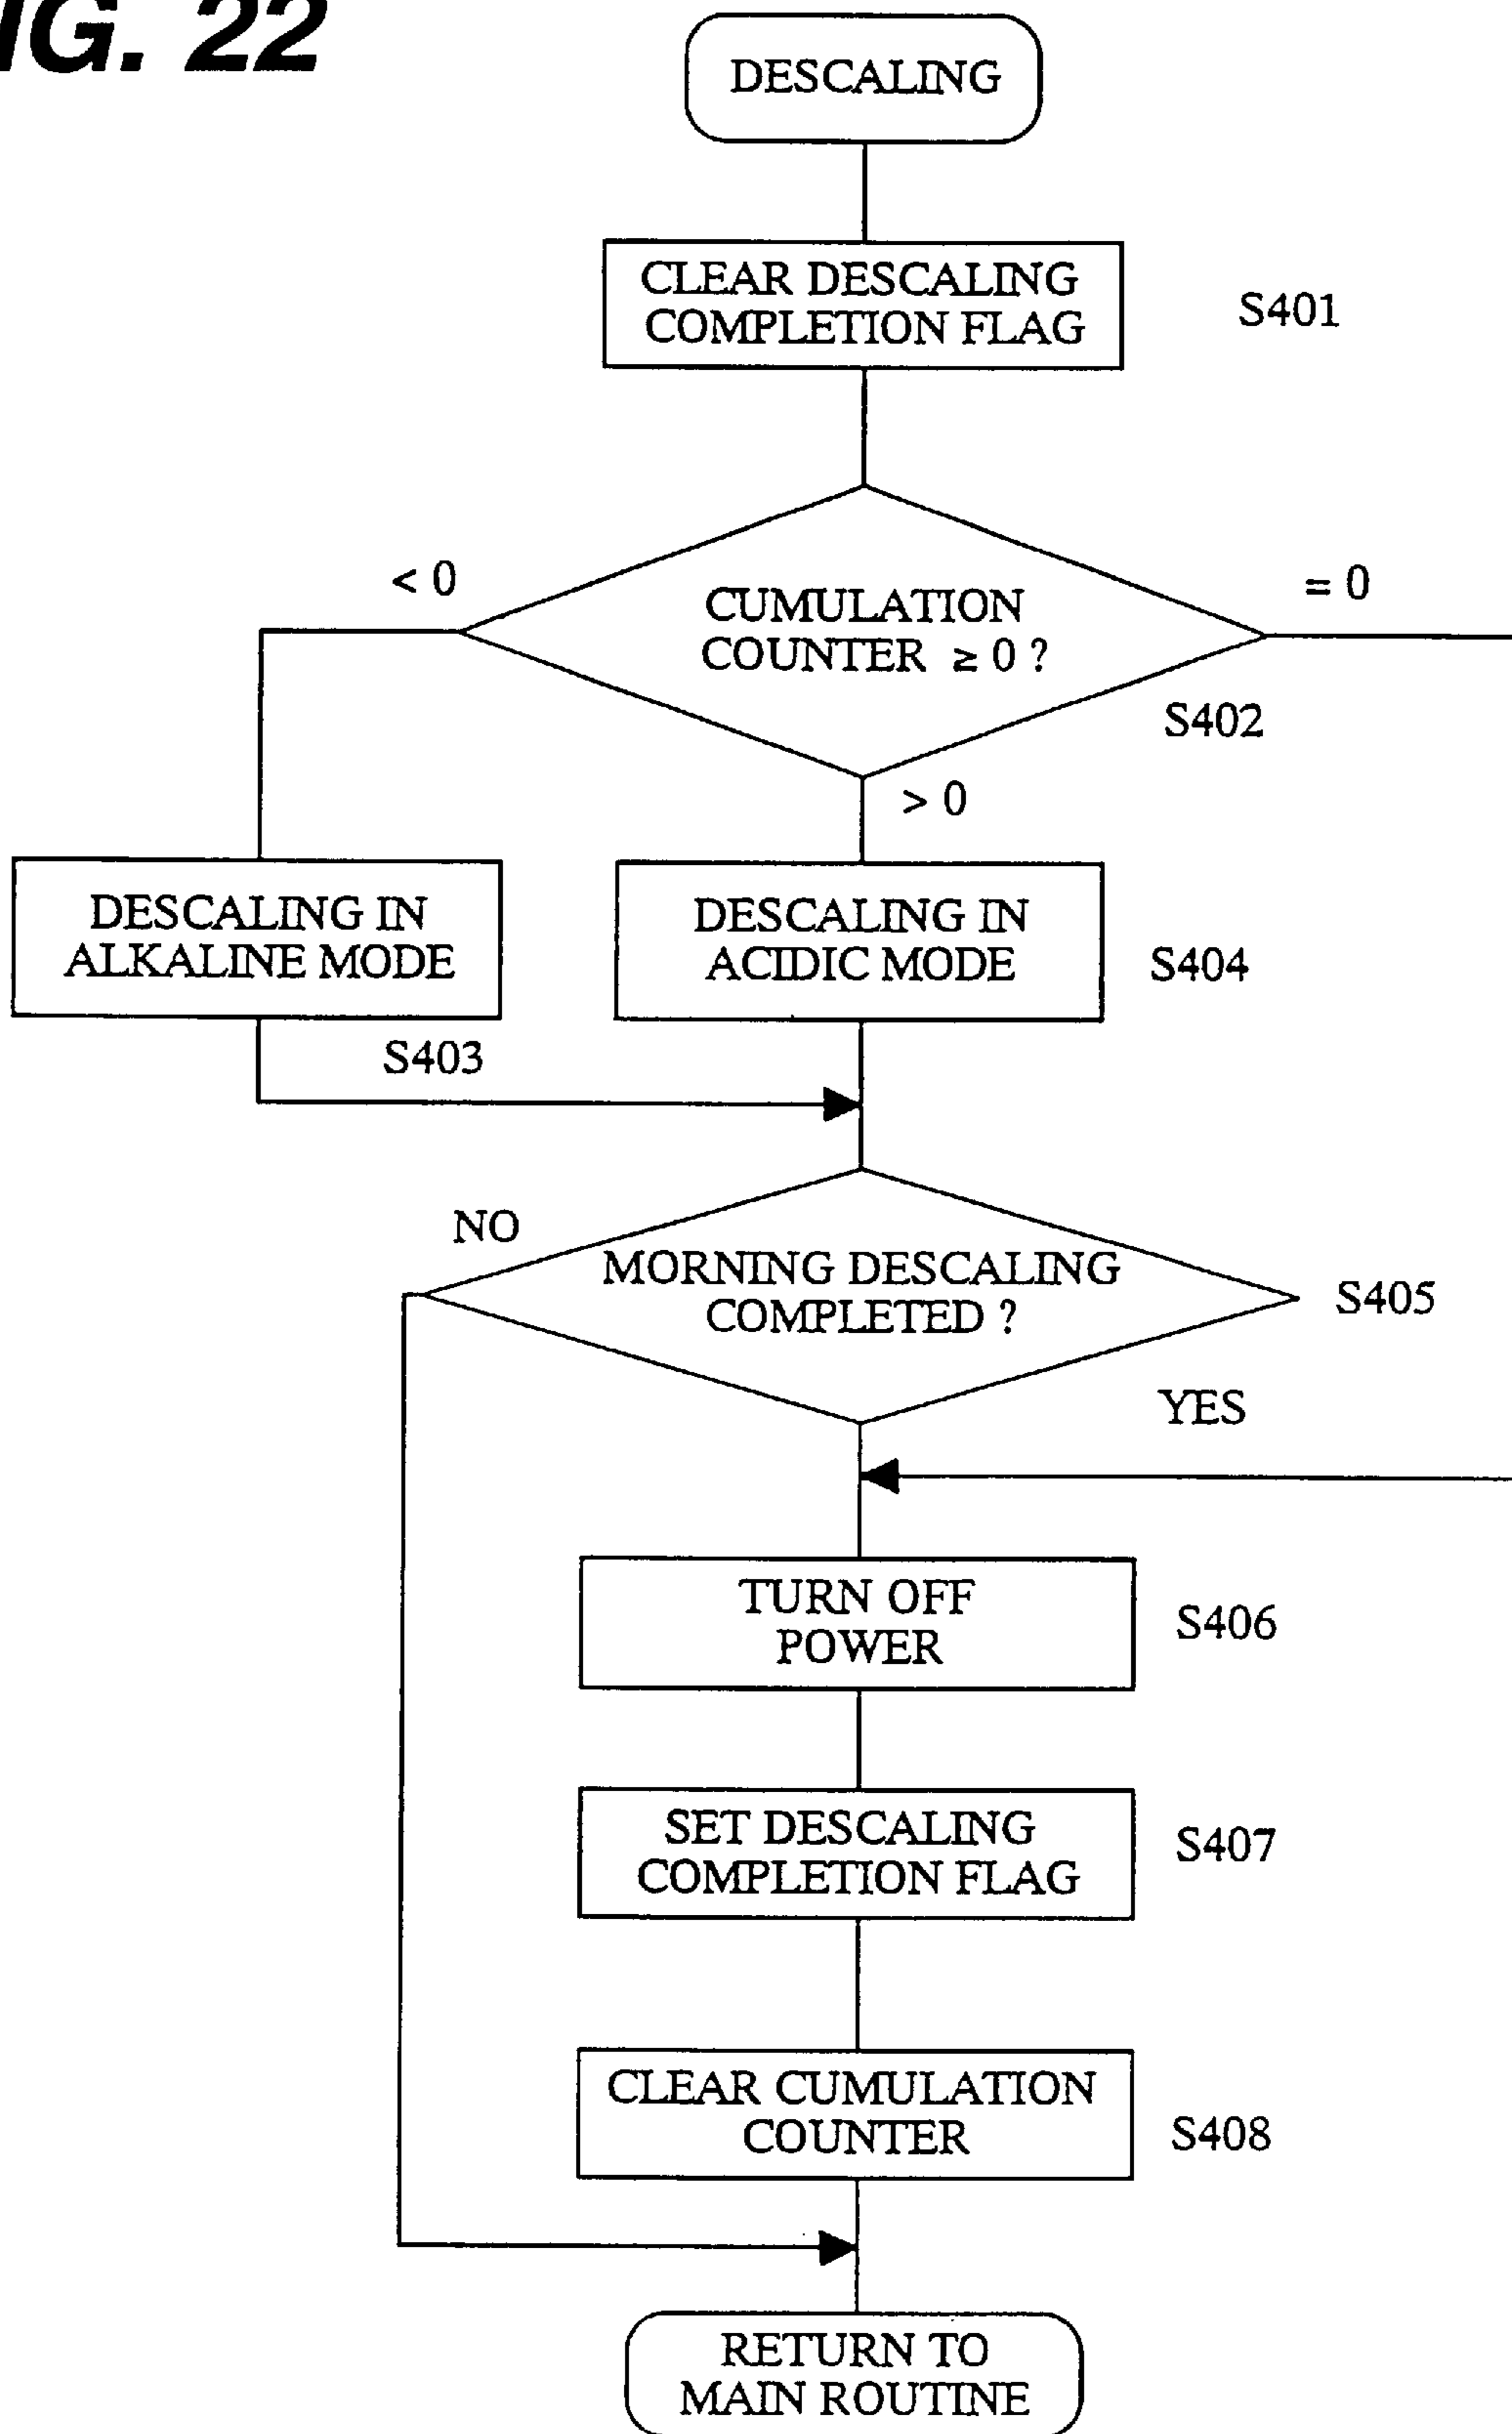 IG. 22
DESCALING
CLEAR DESCALING
COMPLETION FLAG
S401
< 0
= 0
CUMULATION
COUNTER ≥ 0 ?
S402
> 0
DESCALING IN
ALKALINE MODE
DESCALING IN
ACIDIC MODE
S404
S403
NO
MORNING DESCALING
COMPLETED ?
S405
YES
TURN OFF
POWER
S406
SET DESCALING
COMPLETION FLAG
S407
CLEAR CUMULATION
COUNTER
S408
RETURN TO
MAIN ROUTINE